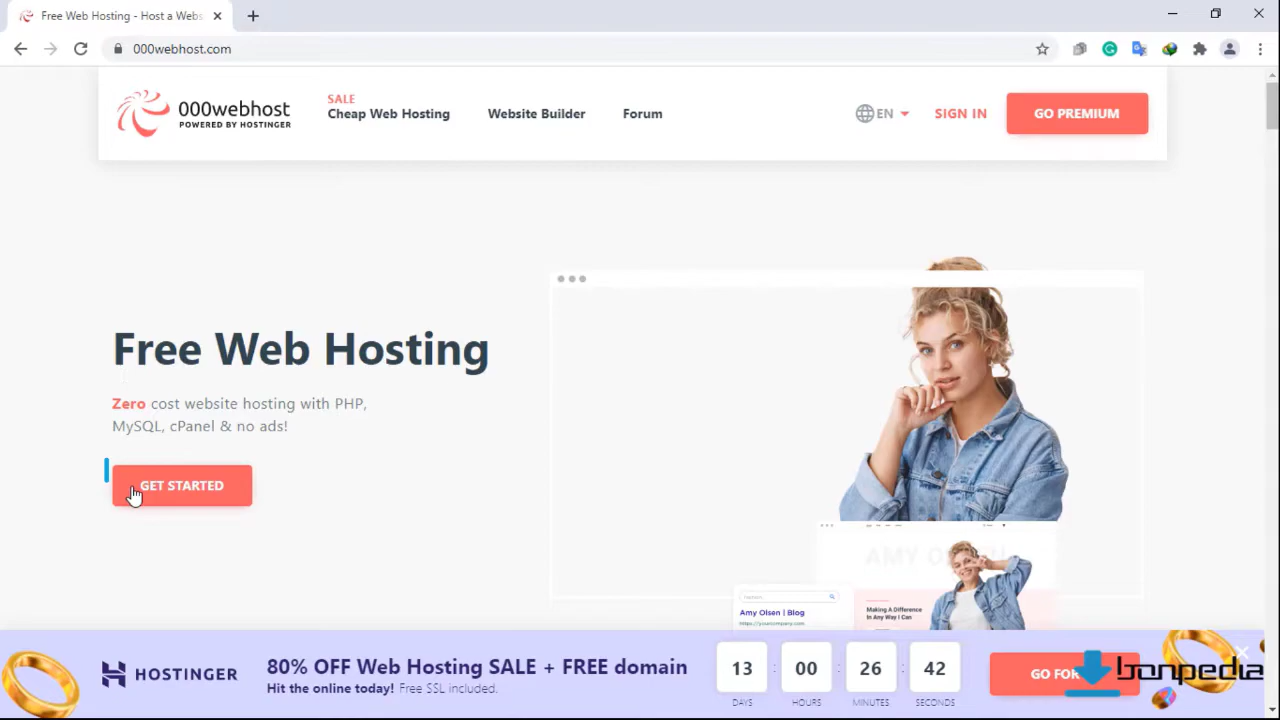 Free Web Hosting - Host a Webs
000webhost.com
000webhost
POWERED BY HOSTINGER
SALE
Cheap Web Hosting
Website Builder
Forum
EN
SIGN IN
GO PREMIUM
Free Web Hosting
Zero cost website hosting with PHP,
MySQL, cPanel & no ads!
GET STARTED
Amy Olsen | Blog
https://yourcompany.com
Making A Difference
In Any Way I Can
HOSTINGER
80% OFF Web Hosting SALE + FREE domain
Hit the online today! Free SSL included.
13 : 00 : 26 : 42
DAYS HOURS MINUTES SECONDS
GO FOR
bonpedia